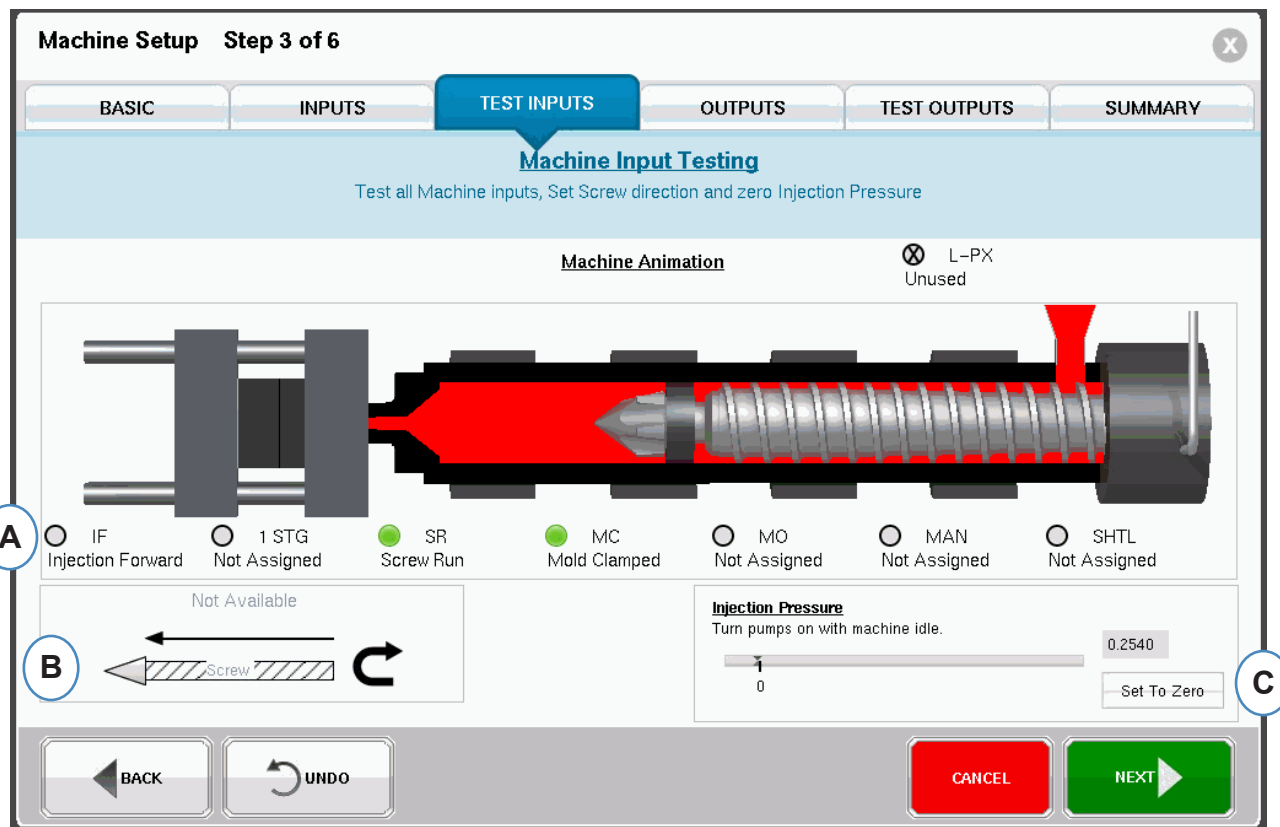 Machine Setup Step 3 of 6
X
BASIC INPUTS TEST INPUTS OUTPUTS TEST OUTPUTS SUMMARY
Machine Input Testing
Test all Machine inputs, Set Screw direction and zero Injection Pressure
Machine Animation
L-PX
Unused
A
IF
Injection Forward
1 STG
Not Assigned
SR
Screw Run
MC
Mold Clamped
MO
Not Assigned
MAN
Not Assigned
SHTL
Not Assigned
Not Available
B
Screw
Injection Pressure
Turn pumps on with machine idle.
0
0.2540
Set To Zero
C
BACK
UNDO
CANCEL
NEXT